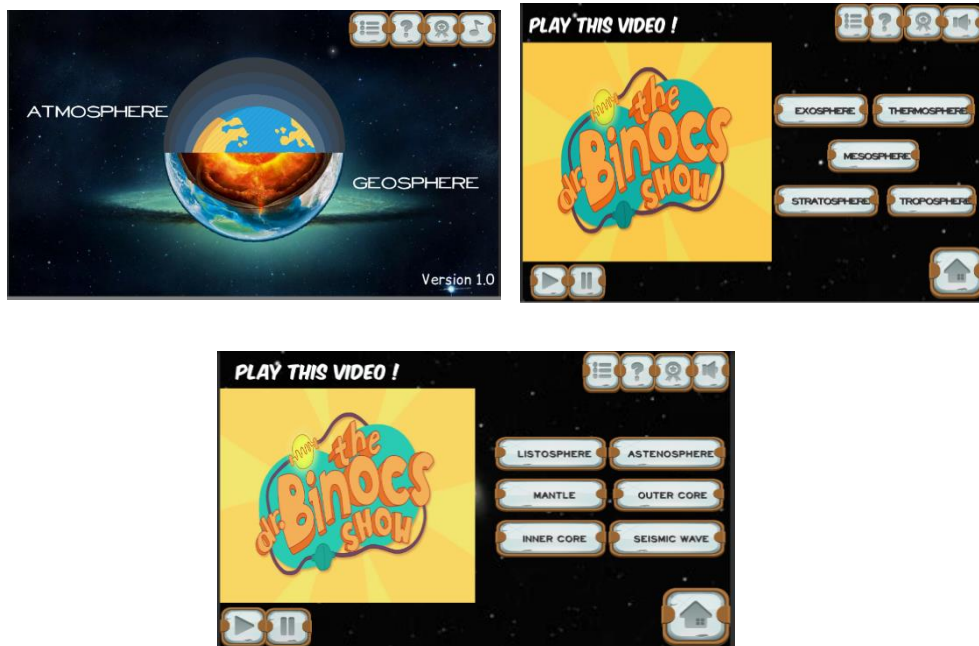 ATMOSPHERE
GEOSPHERE
Version 1.0
PLAY THIS VIDEO !
the
dr. Binocs
SHOW
EXOSPHERE
THERMOSPHERE
MESOSPHERE
STRATOSPHERE
TROPOSPHERE
PLAY THIS VIDEO !
the
dr. Binocs
SHOW
LISTOSPHERE
ASTENOSPHERE
MANTLE
OUTER CORE
INNER CORE
SEISMIC WAVE